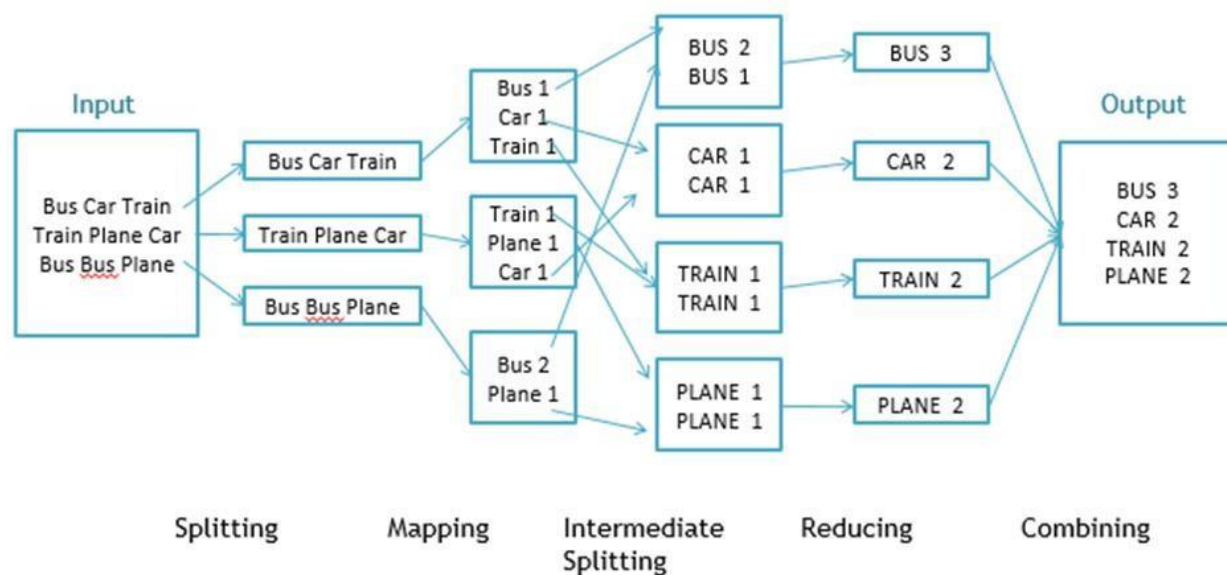 Input
Bus Car Train
Train Plane Car
Bus Bus Plane
Bus Car Train
Train Plane Car
Bus Bus Plane
Bus 1
Car 1
Train 1
Train 1
Plane 1
Car 1
Bus 2
Plane 1
BUS 2
BUS 1
CAR 1
CAR 1
TRAIN 1
TRAIN 1
PLANE 1
PLANE 1
BUS 3
CAR 2
TRAIN 2
PLANE 2
Output
BUS 3
CAR 2
TRAIN 2
PLANE 2
Splitting
Mapping
Intermediate
Splitting
Reducing
Combining